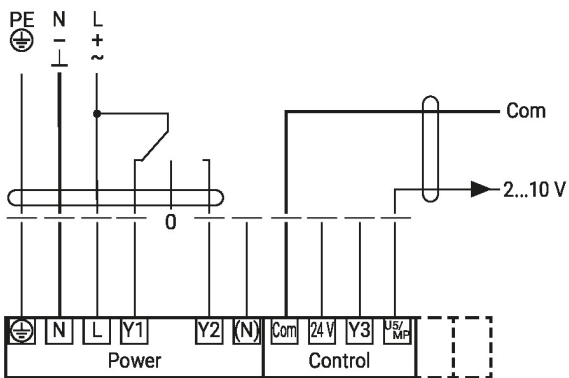 PE N L
− +
⊥ ~
Com
2...10 V
0
N L Y1 Y2 (N) Com 24 V Y3 U5/MP
Power Control